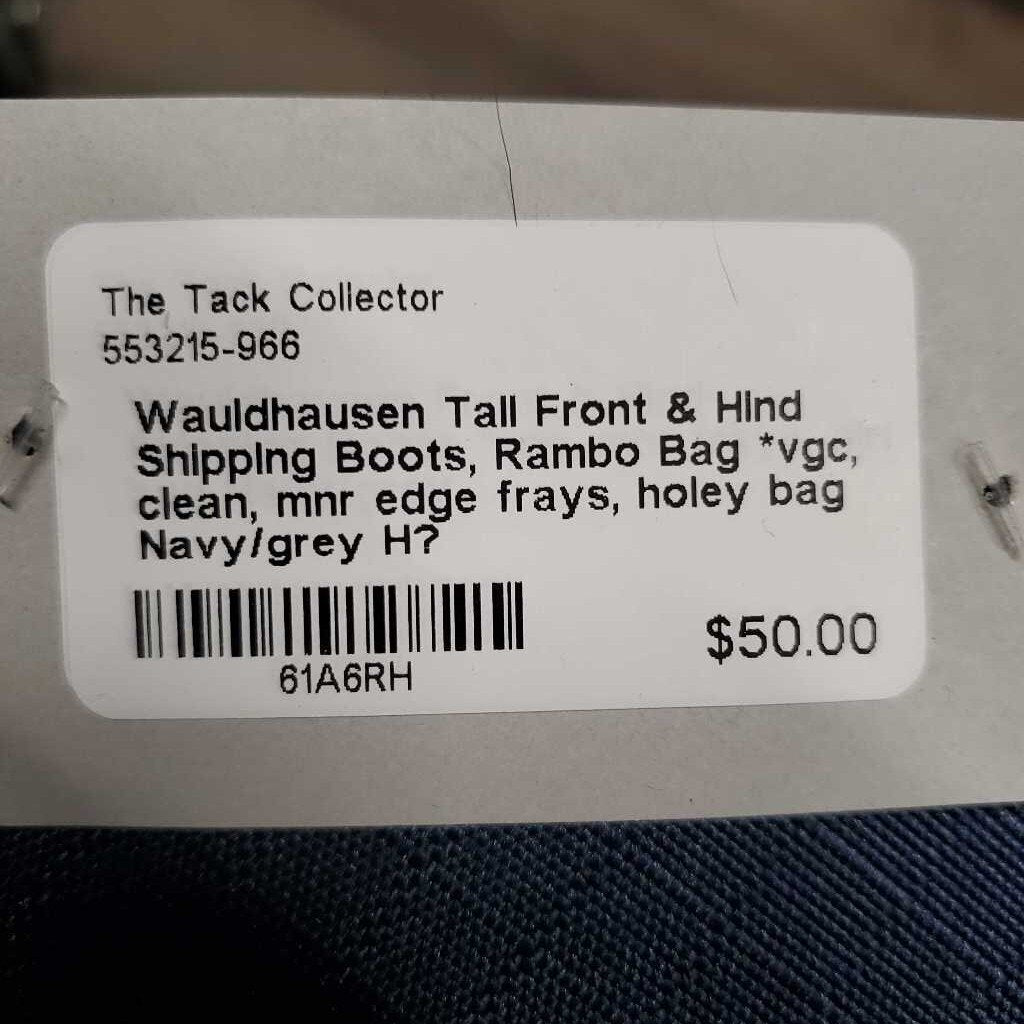 The Tack Collector
553215-966
Wauldhausen Tall Front & Hind
Shipping Boots, Rambo Bag *vgc,
clean, mnr edge frays, holey bag
Navy/grey H?
$50.00
61A6RH